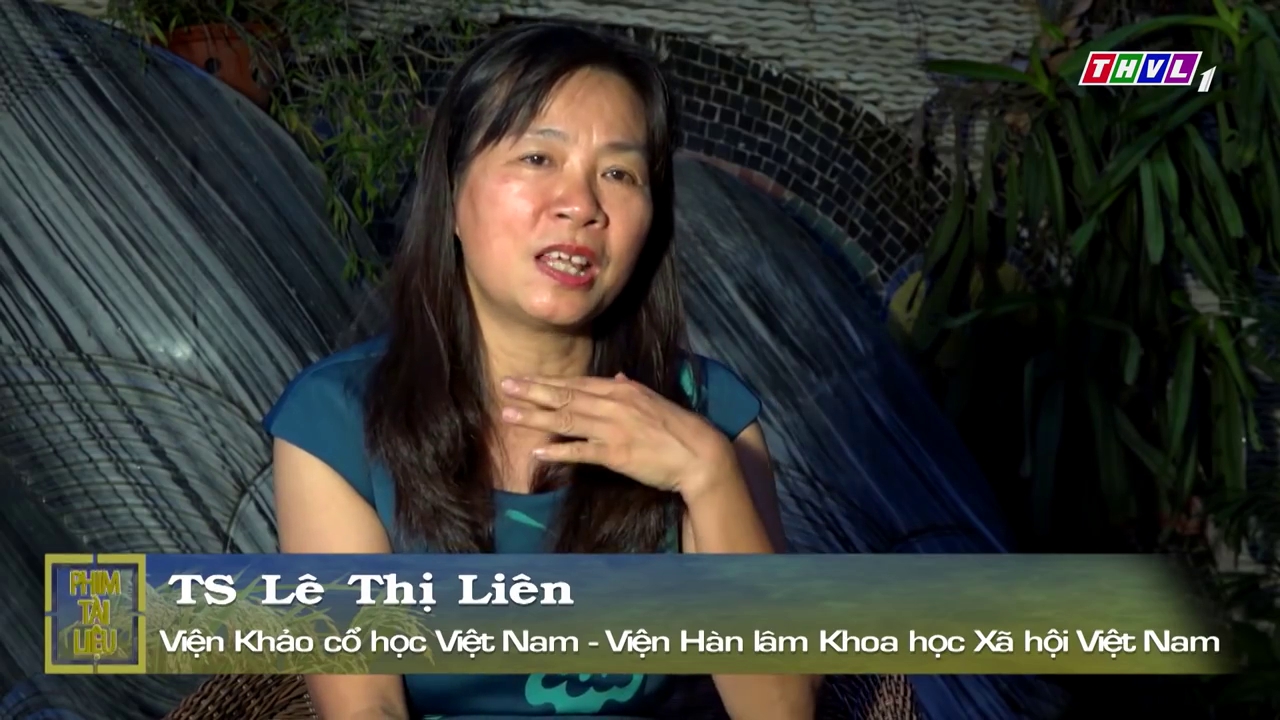 THVL1
PHIM
TÀI
LIỆU
TS Lê Thị Liên
Viện Khảo cổ học Việt Nam - Viện Hàn lâm Khoa học Xã hội Việt Nam